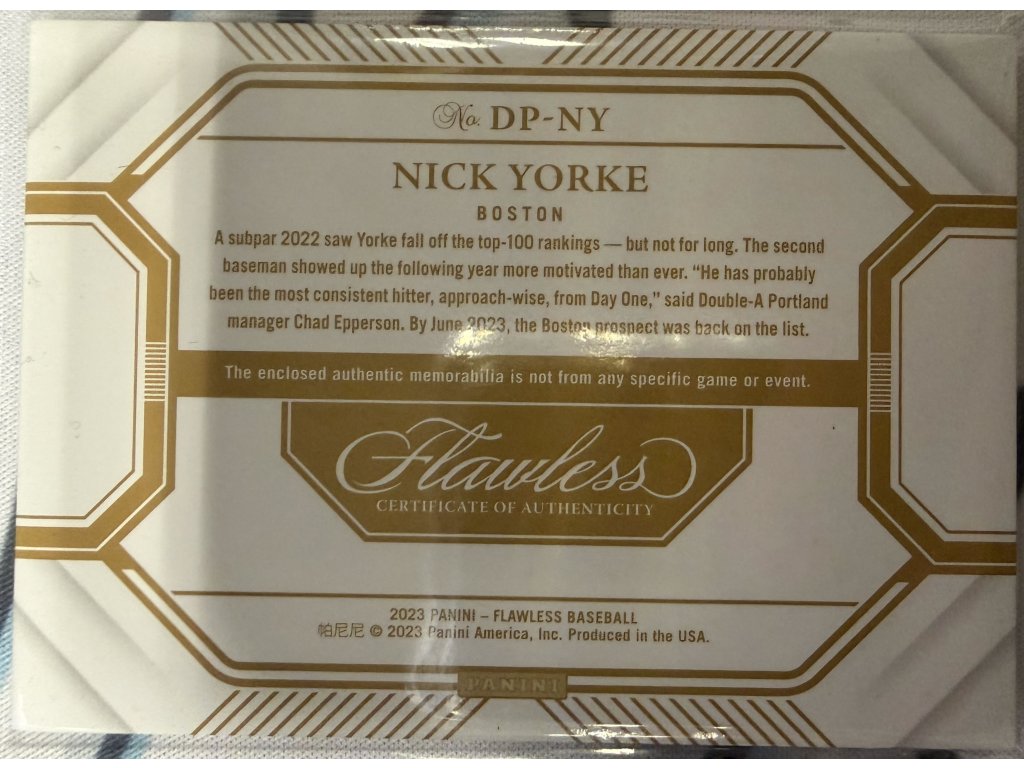 No. DP-NY
NICK YORKE
BOSTON
A subpar 2022 saw Yorke fall off the top-100 rankings — but not for long. The second
baseman showed up the following year more motivated than ever. “He has probably
been the most consistent hitter, approach-wise, from Day One,” said Double-A Portland
manager Chad Epperson. By June 2023, the Boston prospect was back on the list.
The enclosed authentic memorabilia is not from any specific game or event.
Flawless
CERTIFICATE OF AUTHENTICITY
2023 PANINI – FLAWLESS BASEBALL
帕尼尼 © 2023 Panini America, Inc. Produced in the USA.
PANINI